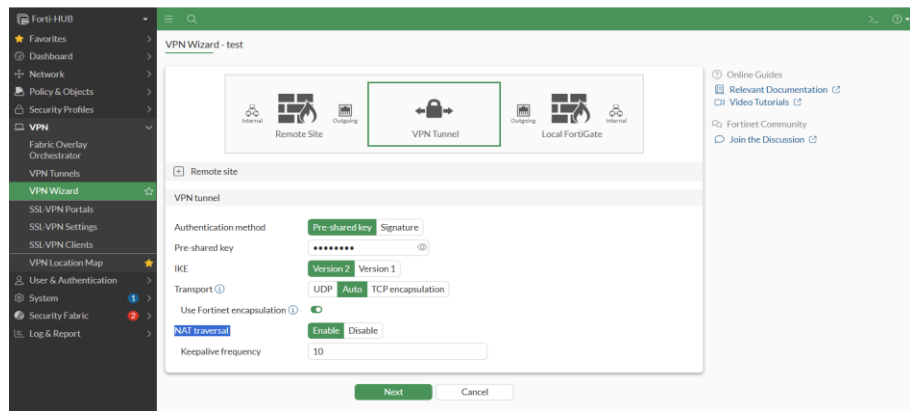 Forti-HUB
Favorites
Dashboard
Network
Policy & Objects
Security Profiles
VPN
Fabric Overlay
Orchestrator
VPN Tunnels
VPN Wizard
SSL-VPN Portals
SSL-VPN Settings
SSL-VPN Clients
VPN Location Map
User & Authentication
System 1
Security Fabric 2
Log & Report
VPN Wizard - test
Internal
Remote Site
Outgoing
VPN Tunnel
Outgoing
Local FortiGate
Internal
Remote site
VPN tunnel
Authentication method Pre-shared key Signature
Pre-shared key ••••••••
IKE Version 2 Version 1
Transport UDP Auto TCP encapsulation
Use Fortinet encapsulation
NAT traversal Enable Disable
Keepalive frequency 10
Next Cancel
Online Guides
Relevant Documentation
Video Tutorials
Fortinet Community
Join the Discussion